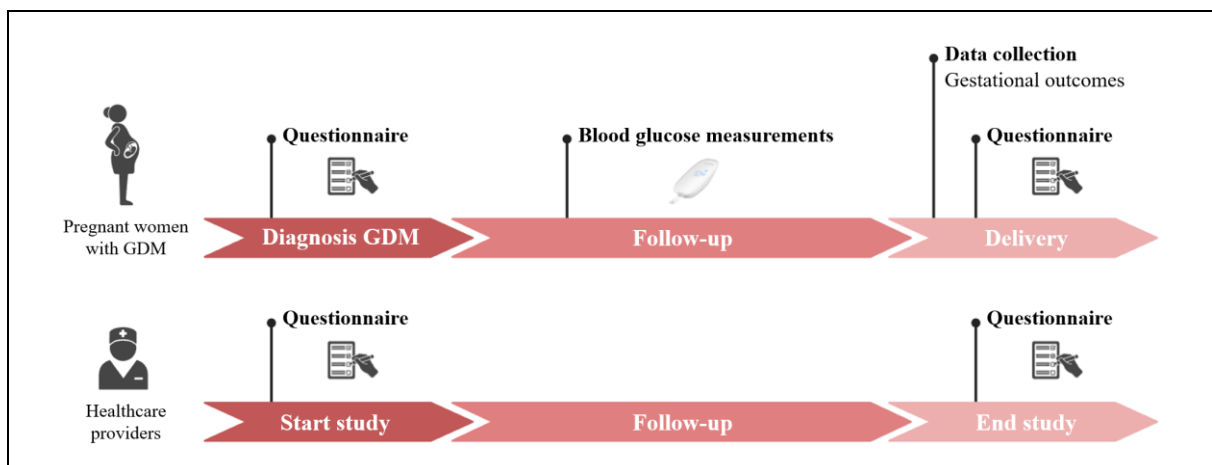 Data collection
Gestational outcomes
Questionnaire
Blood glucose measurements
Questionnaire
Pregnant women
with GDM
Diagnosis GDM
Follow-up
Delivery
Questionnaire
Questionnaire
Healthcare
providers
Start study
Follow-up
End study